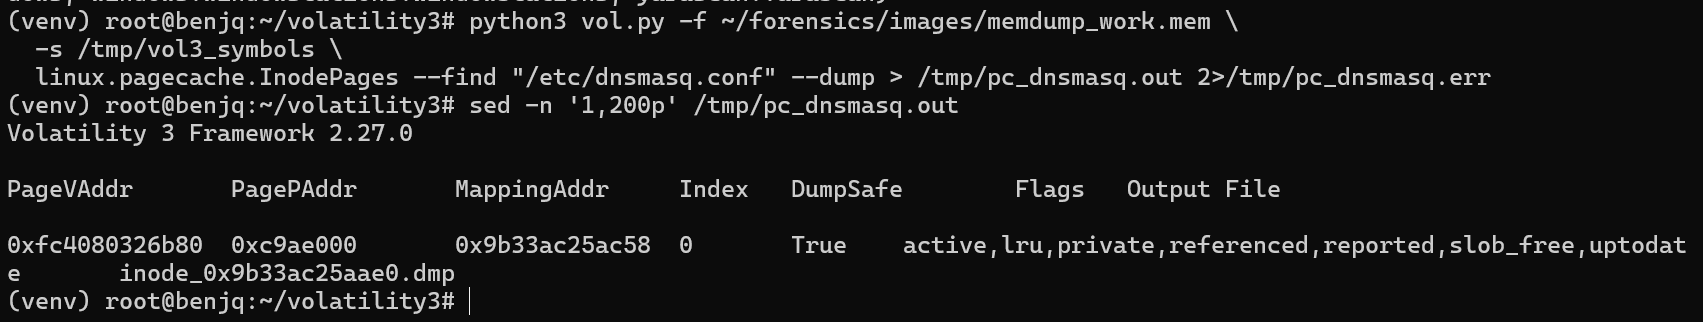 (venv) root@benjq:~/volatility3# python3 vol.py -f ~/forensics/images/memdump_work.mem \
  -s /tmp/vol3_symbols \
  linux.pagecache.InodePages --find "/etc/dnsmasq.conf" --dump > /tmp/pc_dnsmasq.out 2>/tmp/pc_dnsmasq.err
(venv) root@benjq:~/volatility3# sed -n '1,200p' /tmp/pc_dnsmasq.out
Volatility 3 Framework 2.27.0
PageVAddr       PagePAddr       MappingAddr     Index   DumpSafe        Flags   Output File
0xfc4080326b80  0xc9ae000       0x9b33ac25ac58  0       True    active,lru,private,referenced,reported,slob_free,uptodat
e       inode_0x9b33ac25aae0.dmp
(venv) root@benjq:~/volatility3#